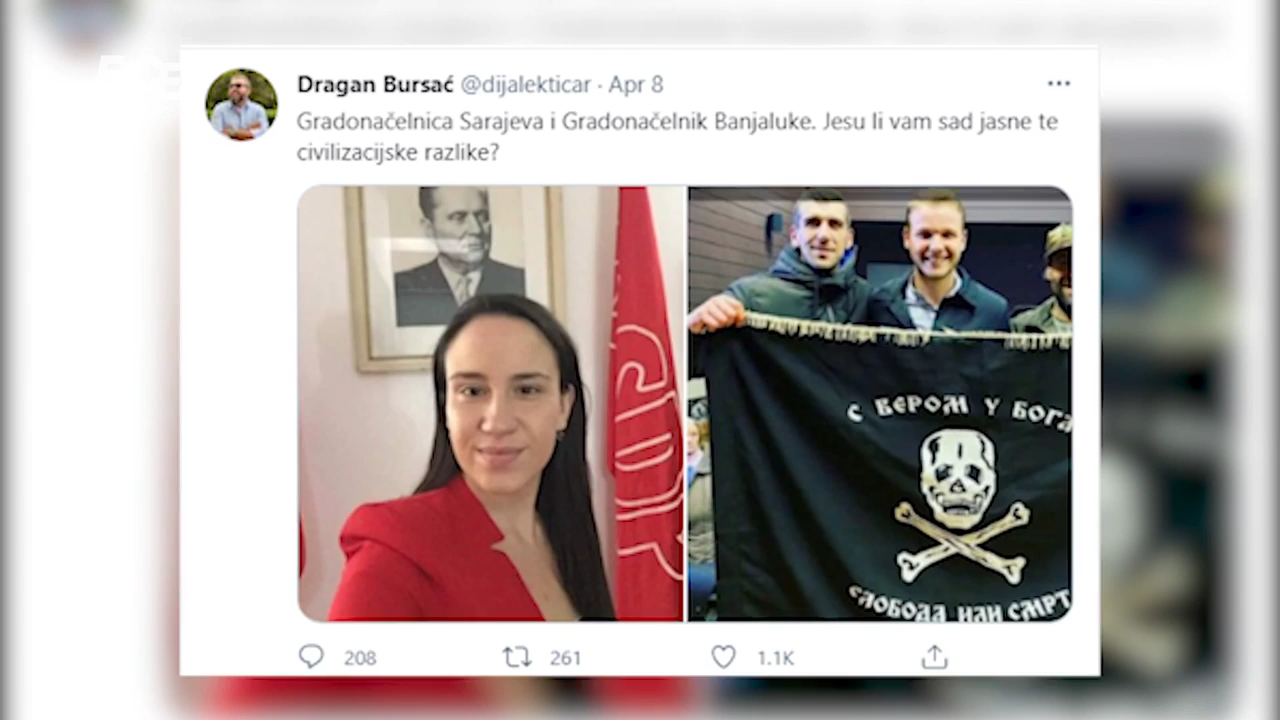 Dragan Bursać @dijalekticar · Apr 8
Gradonačelnica Sarajeva i Gradonačelnik Banjaluke. Jesu li vam sad jasne te
civilizacijske razlike?
С ВЕРОМ У БОГА
СЛОБОДА ИЛИ СМРТ
208
261
1.1K